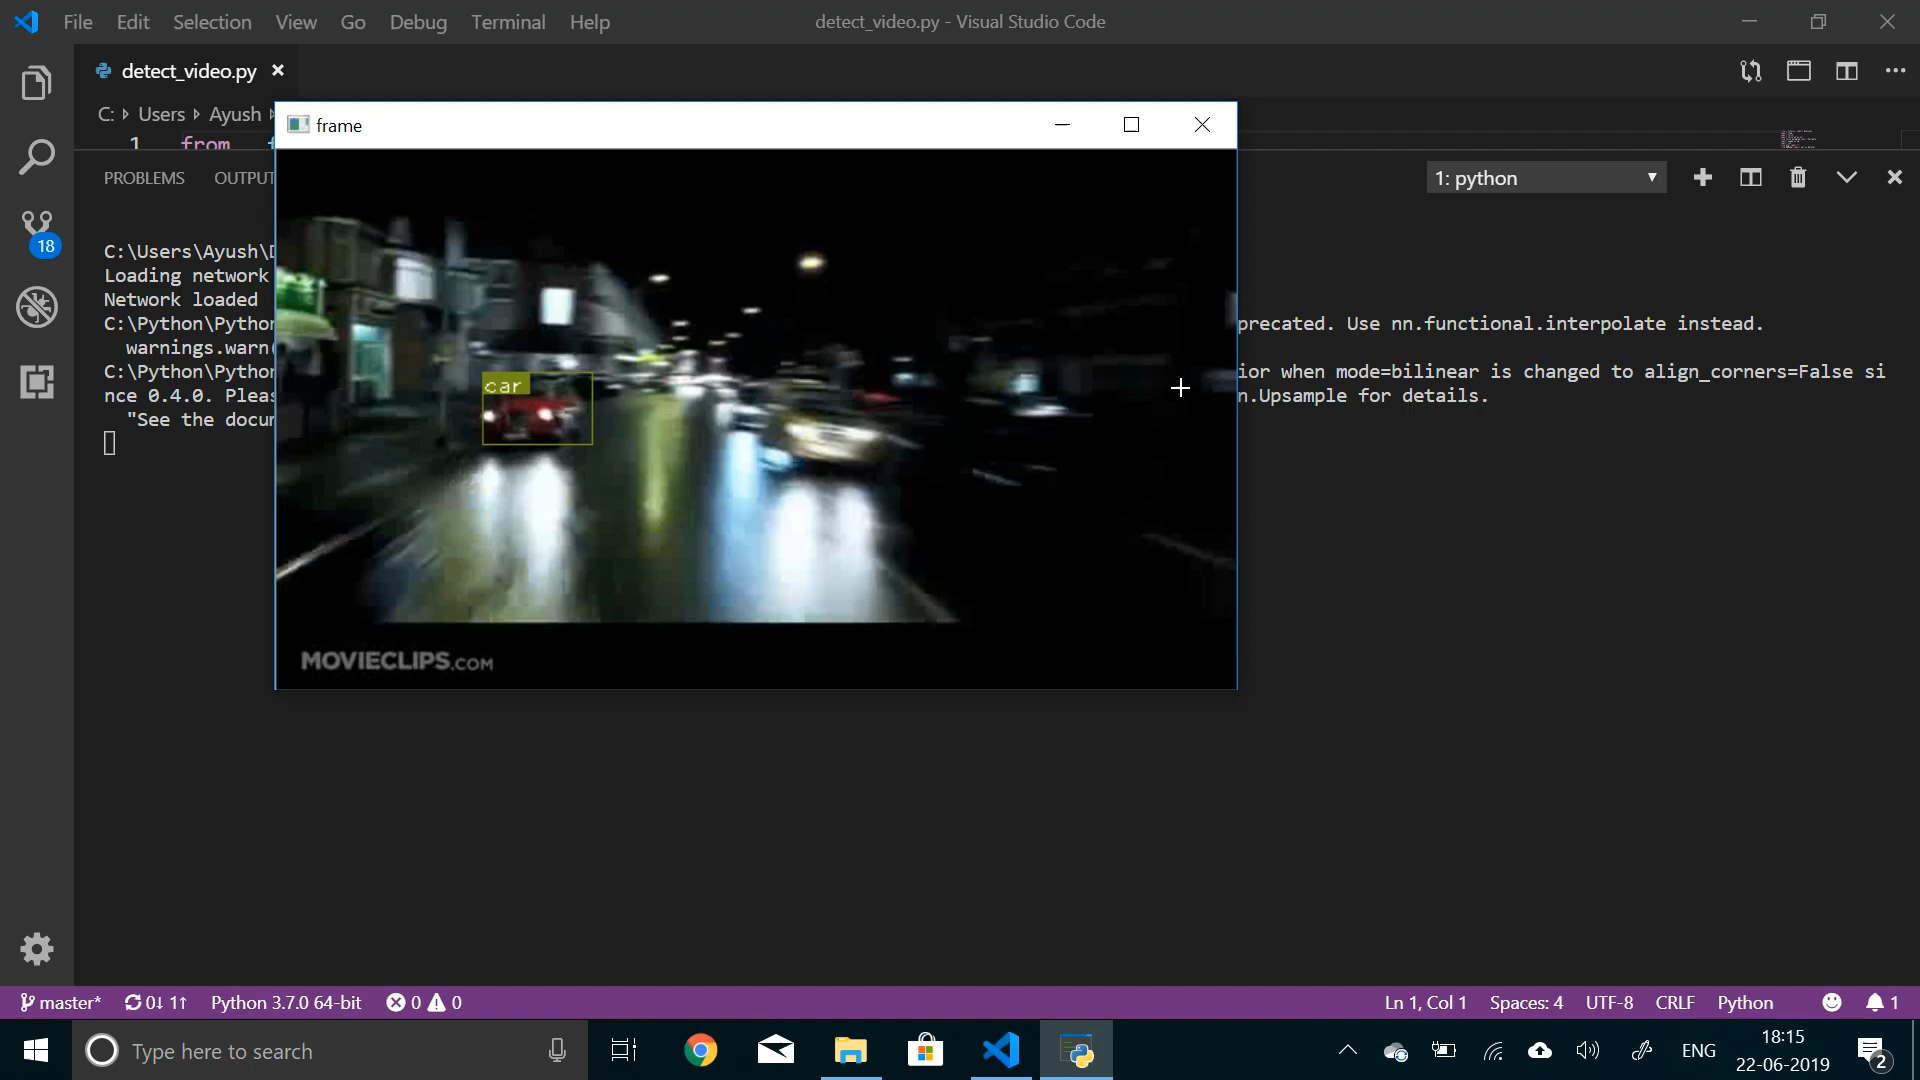 File Edit Selection View Go Debug Terminal Help
detect_video.py - Visual Studio Code
detect_video.py
C: Users Ayush
1 from
frame
PROBLEMS OUTPUT
1: python
18
C:\Users\Ayush\
Loading network
Network loaded
C:\Python\Python
precated. Use nn.functional.interpolate instead.
warnings.warn(
C:\Python\Python
ior when mode=bilinear is changed to align_corners=False si
nce 0.4.0. Pleas
n.Upsample for details.
"See the docum
car
MOVIECLIPS.COM
master* 0↓ 1↑ Python 3.7.0 64-bit 0 0
Ln 1, Col 1 Spaces: 4 UTF-8 CRLF Python 1
Type here to search
ENG
18:15
22-06-2019
2